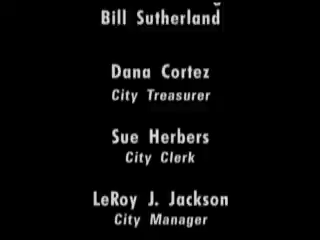 Bill Sutherland
Dana Cortez
City Treasurer
Sue Herbers
City Clerk
LeRoy J. Jackson
City Manager